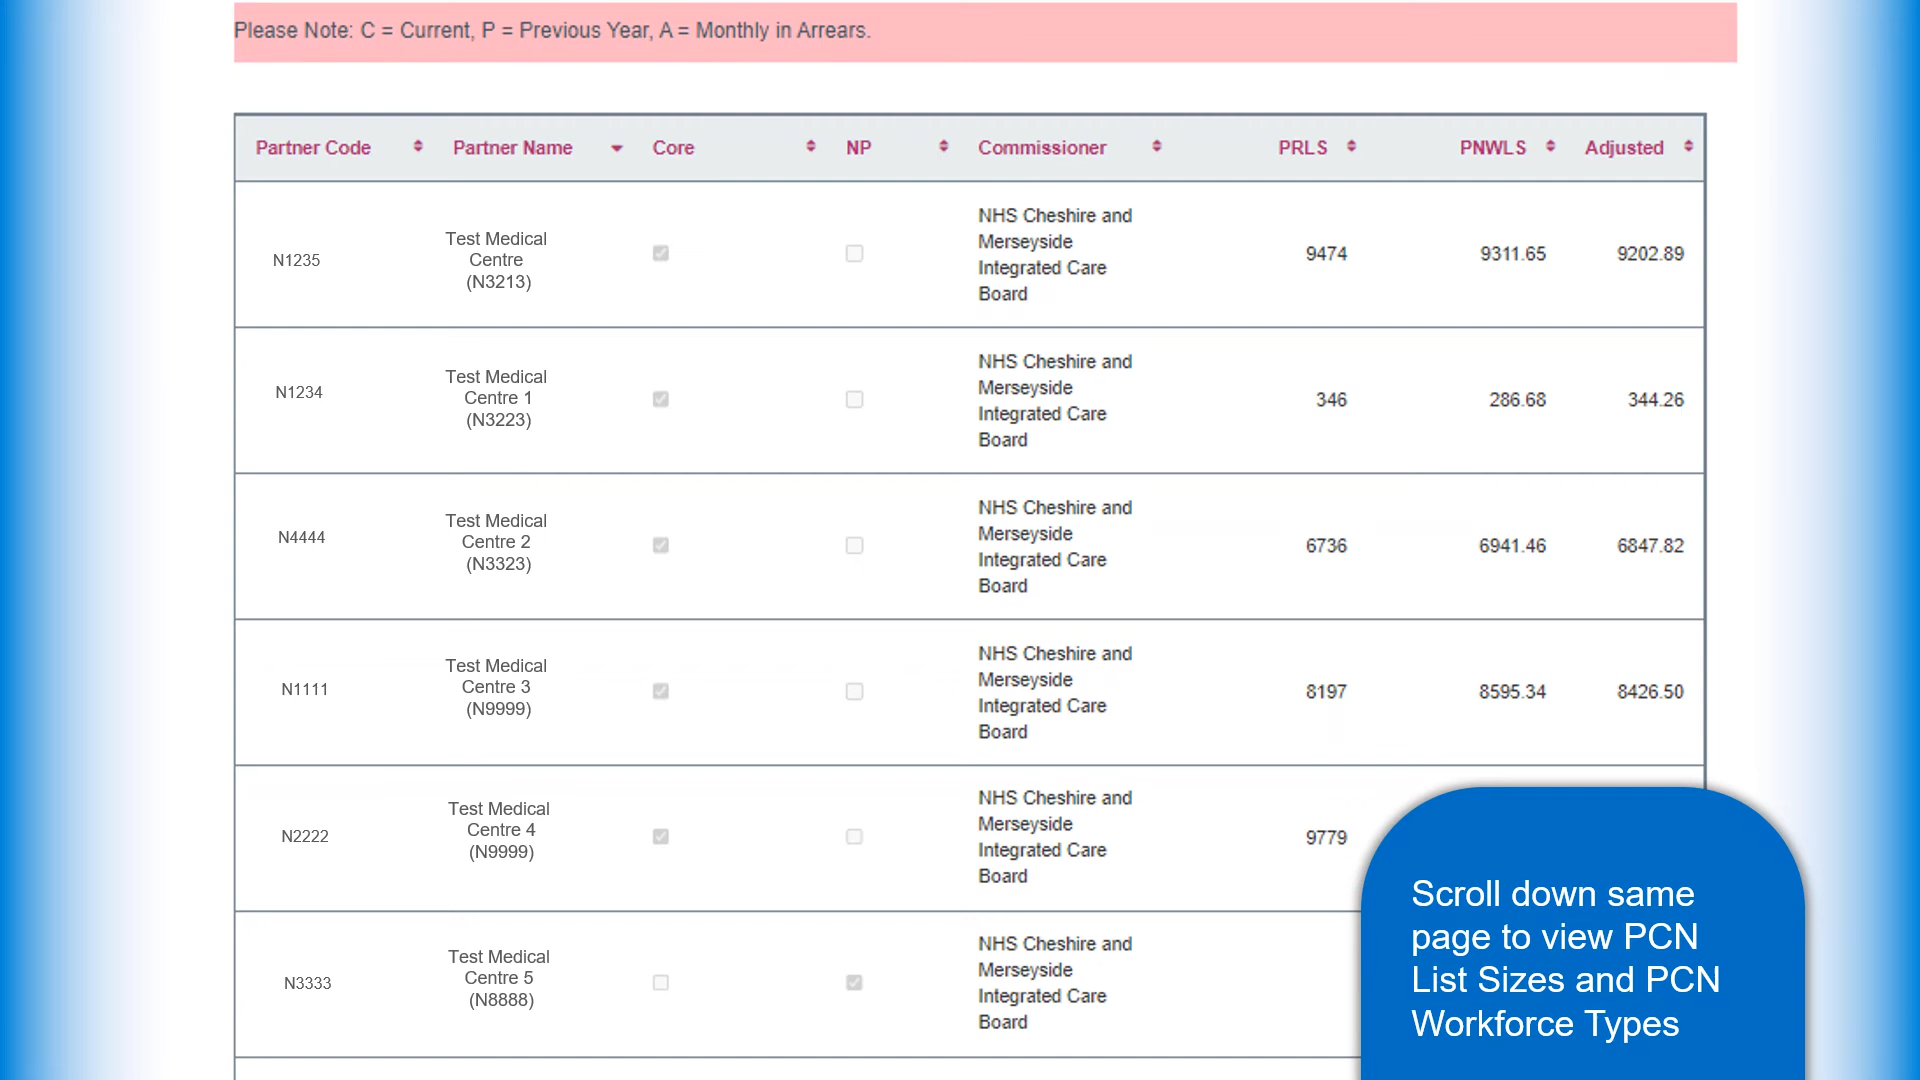 Please Note: C = Current, P = Previous Year, A = Monthly in Arrears.
Partner Code Partner Name Core NP Commissioner PRLS PNWLS Adjusted
N1235
Test Medical
Centre
(N3213)
NHS Cheshire and
Merseyside
Integrated Care
Board
9474 9311.65 9202.89
N1234
Test Medical
Centre 1
(N3223)
NHS Cheshire and
Merseyside
Integrated Care
Board
346 286.68 344.26
N4444
Test Medical
Centre 2
(N3323)
NHS Cheshire and
Merseyside
Integrated Care
Board
6736 6941.46 6847.82
N1111
Test Medical
Centre 3
(N9999)
NHS Cheshire and
Merseyside
Integrated Care
Board
8197 8595.34 8426.50
N2222
Test Medical
Centre 4
(N9999)
NHS Cheshire and
Merseyside
Integrated Care
Board
9779
N3333
Test Medical
Centre 5
(N8888)
NHS Cheshire and
Merseyside
Integrated Care
Board
Scroll down same
page to view PCN
List Sizes and PCN
Workforce Types